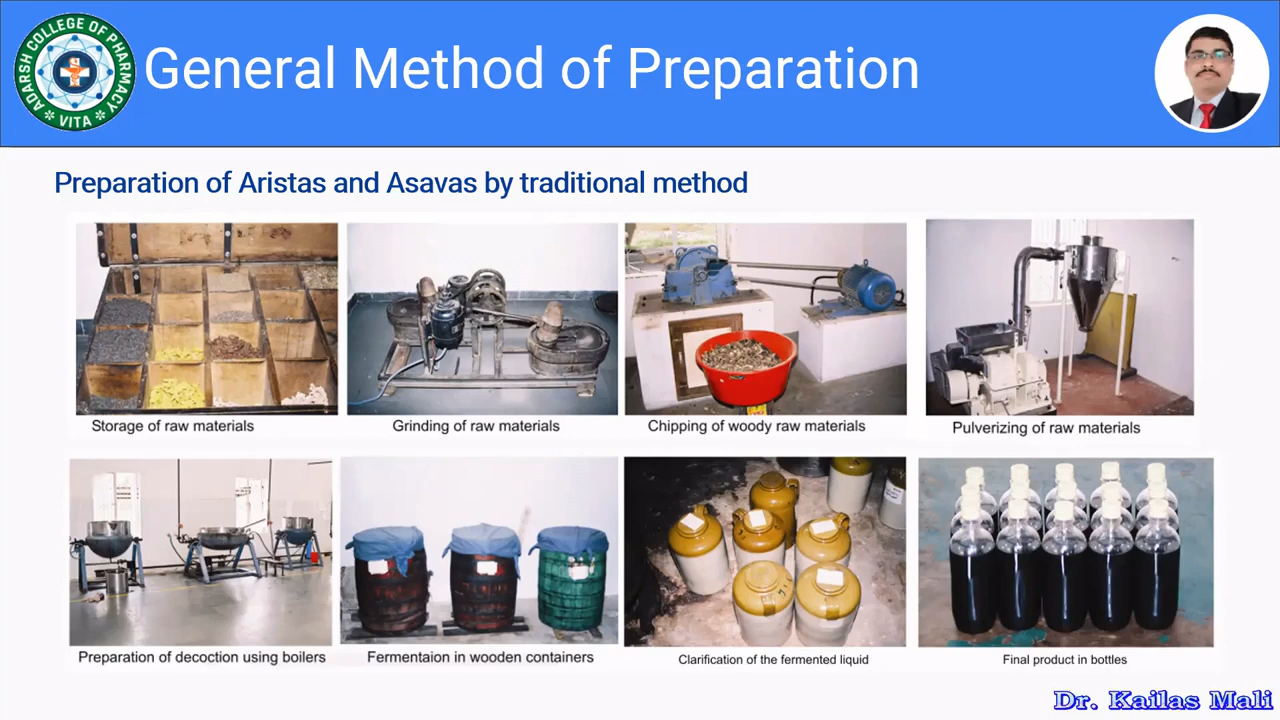 ADARSH COLLEGE OF PHARMACY
VITA
General Method of Preparation
Preparation of Aristas and Asavas by traditional method
Storage of raw materials
Grinding of raw materials
Chipping of woody raw materials
Pulverizing of raw materials
Preparation of decoction using boilers
Fermentaion in wooden containers
Clarification of the fermented liquid
Final product in bottles
Dr. Kailas Mali